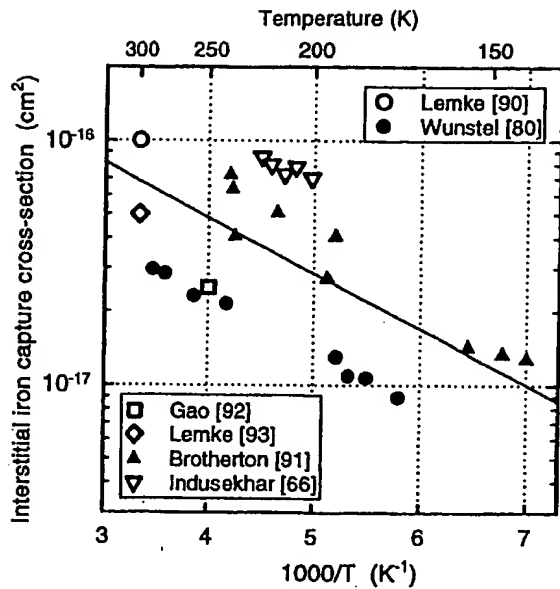 Temperature (K)
300 250 200 150
Interstitial iron capture cross-section (cm²)
10⁻¹⁶
10⁻¹⁷
Lemke [90]
Wunstel [80]
Gao [92]
Lemke [93]
Brotherton [91]
Indusekhar [66]
3 4 5 6 7
1000/T (K⁻¹)